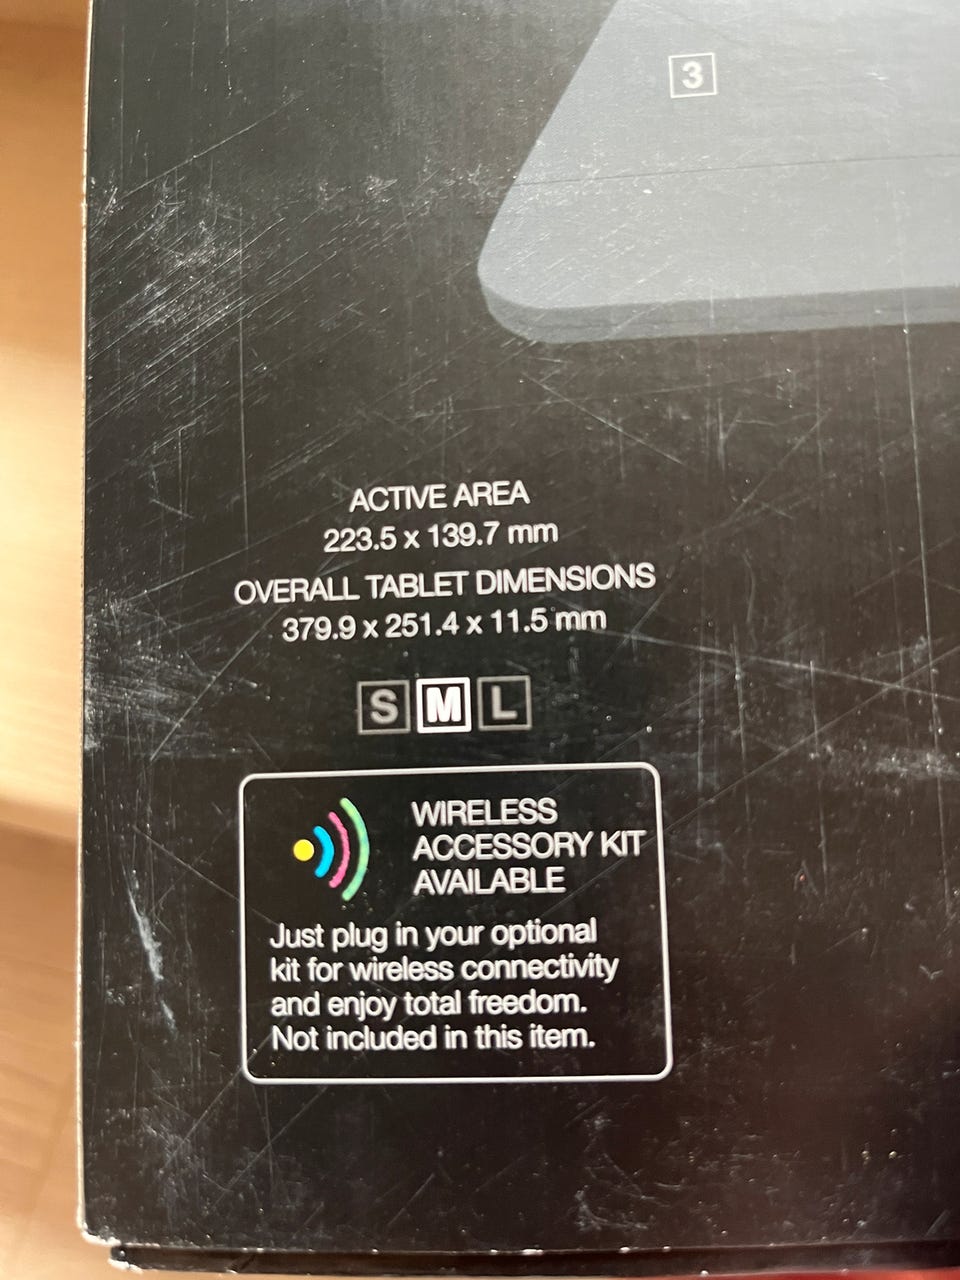 3
ACTIVE AREA
223.5 x 139.7 mm
OVERALL TABLET DIMENSIONS
379.9 x 251.4 x 11.5 mm
S M L
WIRELESS
ACCESSORY KIT
AVAILABLE
Just plug in your optional
kit for wireless connectivity
and enjoy total freedom.
Not included in this item.